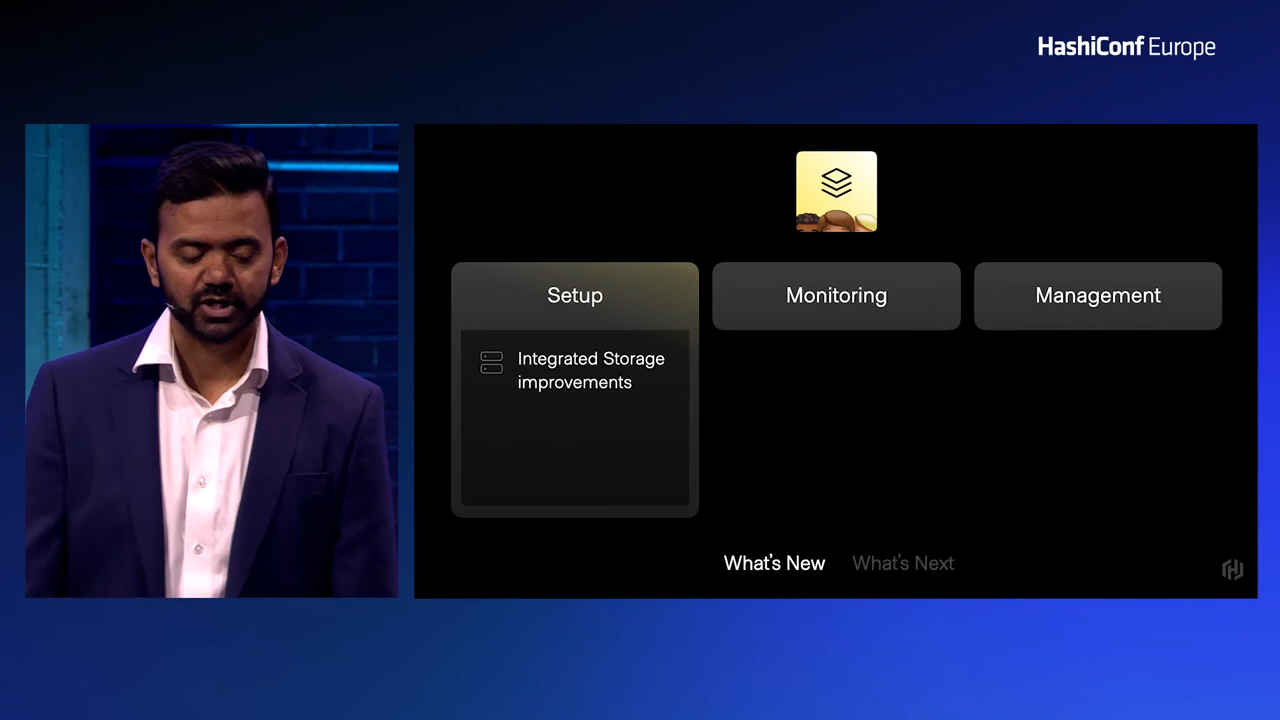 HashiConf Europe
Setup
Monitoring
Management
Integrated Storage
improvements
What's New
What's Next